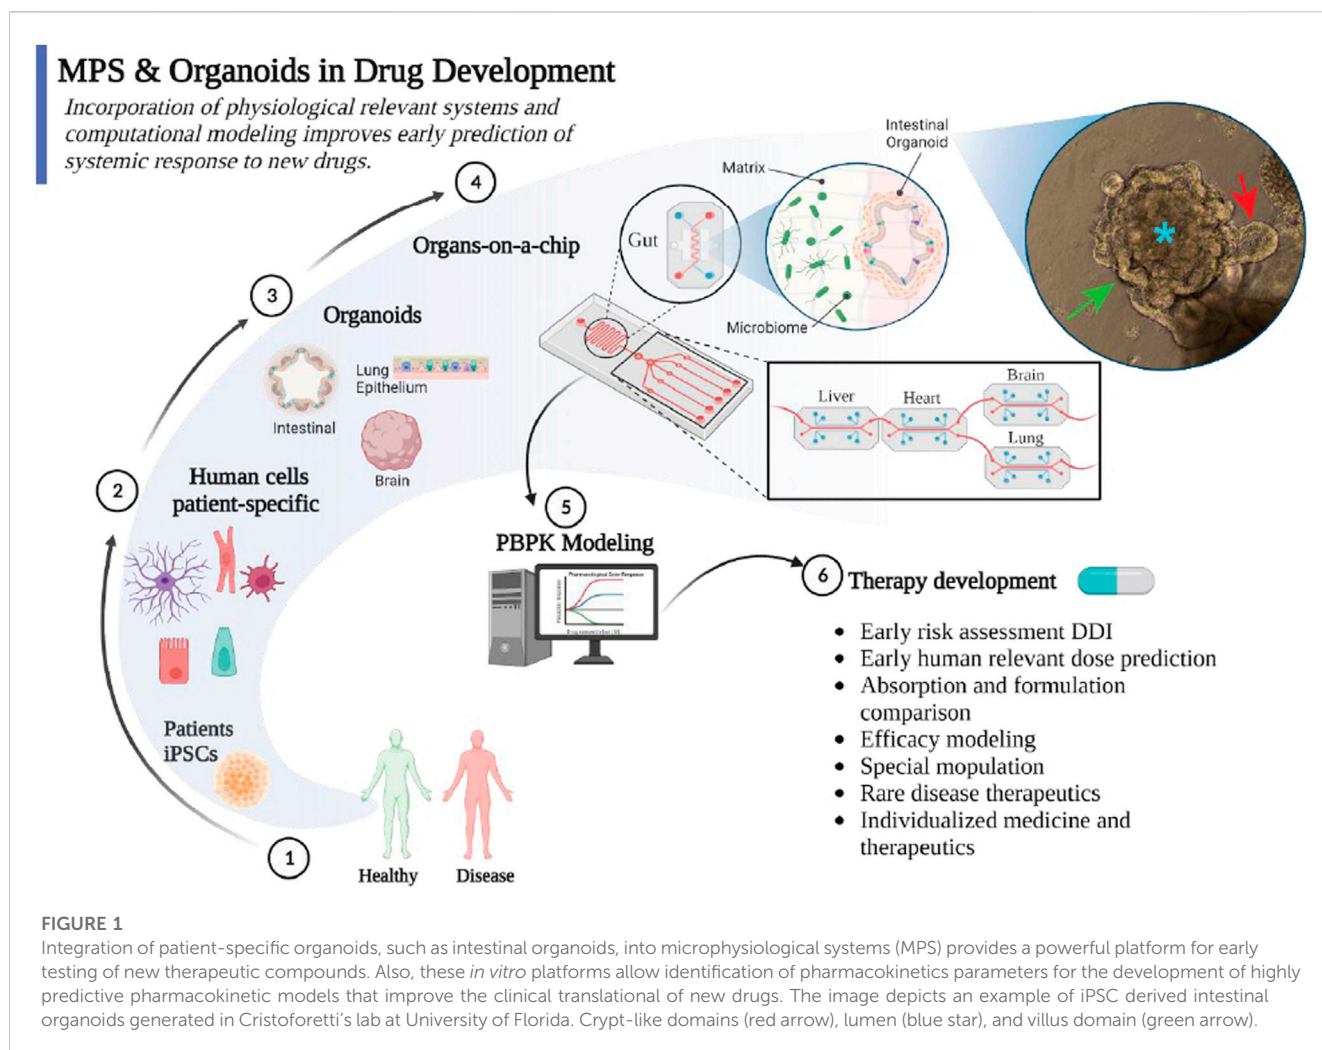 MPS & Organoids in Drug Development
Incorporation of physiological relevant systems and
computational modeling improves early prediction of
systemic response to new drugs.
4
Organs-on-a-chip
Gut
Matrix
Intestinal
Organoid
Microbiome
*
3
Organoids
Intestinal
Lung
Epithelium
Brain
Liver
Heart
Brain
Lung
2
Human cells
patient-specific
Patients
iPSCs
1
Healthy
Disease
5
PBPK Modeling
Pharmacological Dose-Response
6
Therapy development
• Early risk assessment DDI
• Early human relevant dose prediction
• Absorption and formulation
comparison
• Efficacy modeling
• Special mopulation
• Rare disease therapeutics
• Individualized medicine and
therapeutics
FIGURE 1
Integration of patient-specific organoids, such as intestinal organoids, into microphysiological systems (MPS) provides a powerful platform for early
testing of new therapeutic compounds. Also, these in vitro platforms allow identification of pharmacokinetics parameters for the development of highly
predictive pharmacokinetic models that improve the clinical translational of new drugs. The image depicts an example of iPSC derived intestinal
organoids generated in Cristoforetti's lab at University of Florida. Crypt-like domains (red arrow), lumen (blue star), and villus domain (green arrow).